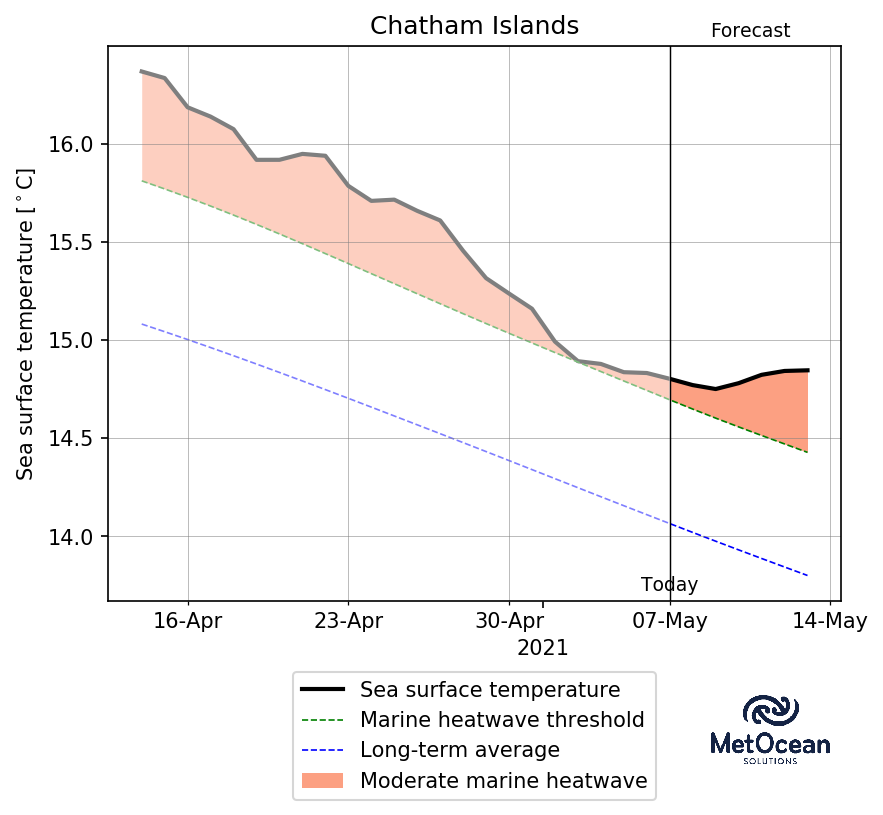 Chatham Islands
Forecast
Sea surface temperature [°C]
16.0
15.5
15.0
14.5
14.0
Today
16-Apr 23-Apr 30-Apr 07-May 14-May
2021
Sea surface temperature
Marine heatwave threshold
Long-term average
Moderate marine heatwave
MetOcean
SOLUTIONS